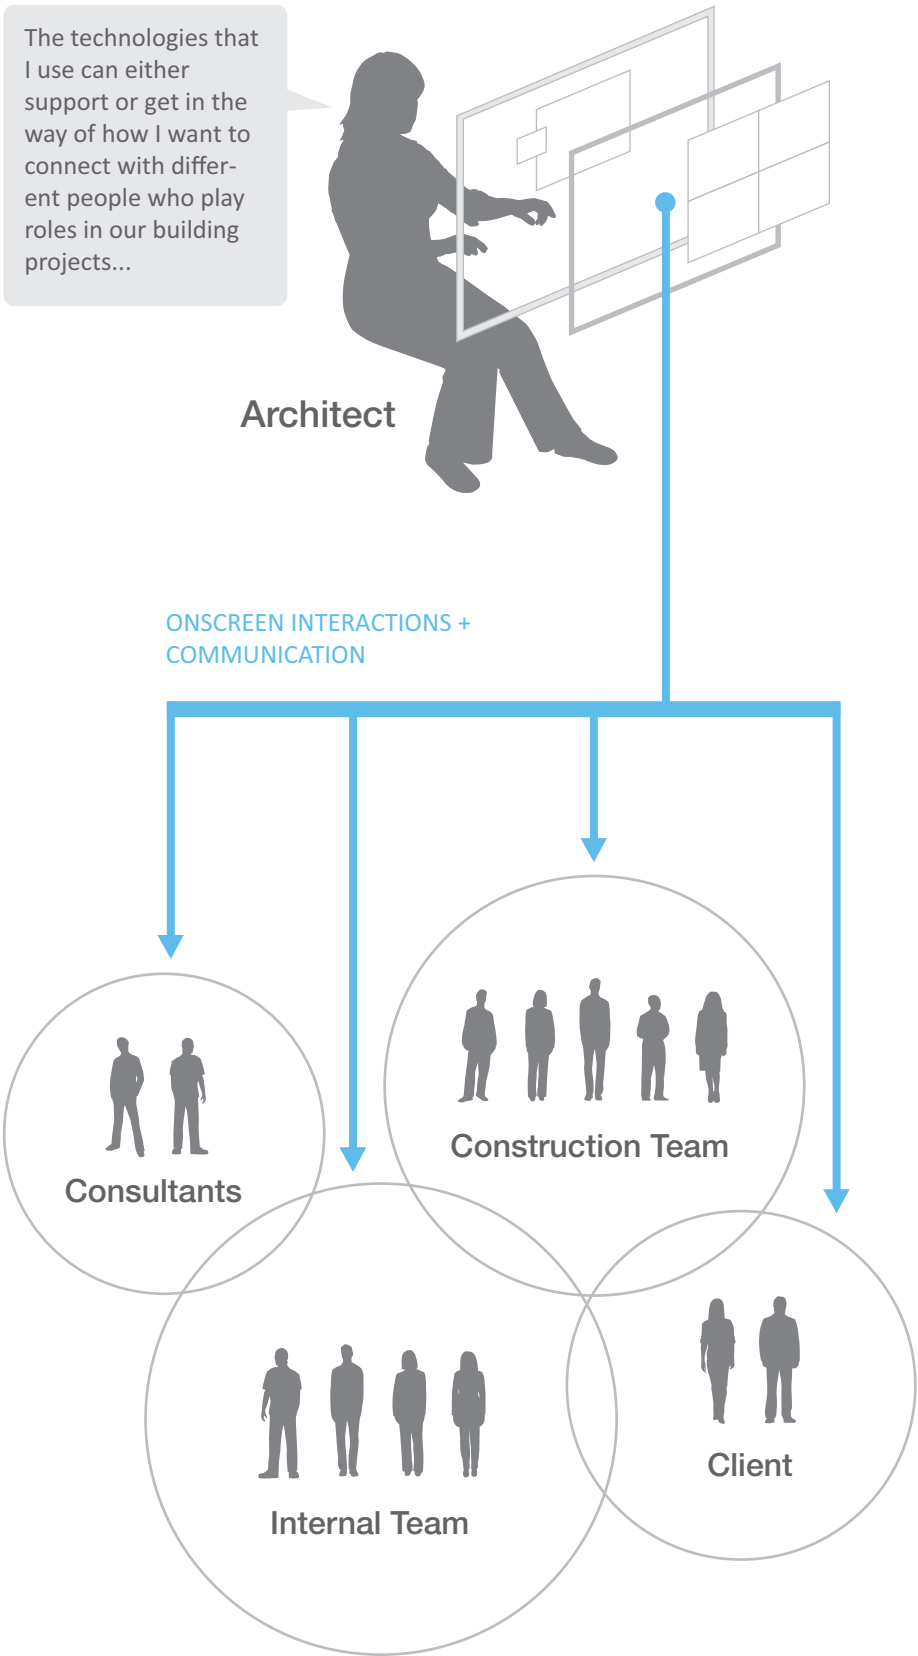 The technologies that
I use can either
support or get in the
way of how I want to
connect with differ-
ent people who play
roles in our building
projects...
Architect
ONSCREEN INTERACTIONS +
COMMUNICATION
Construction Team
Consultants
Client
Internal Team